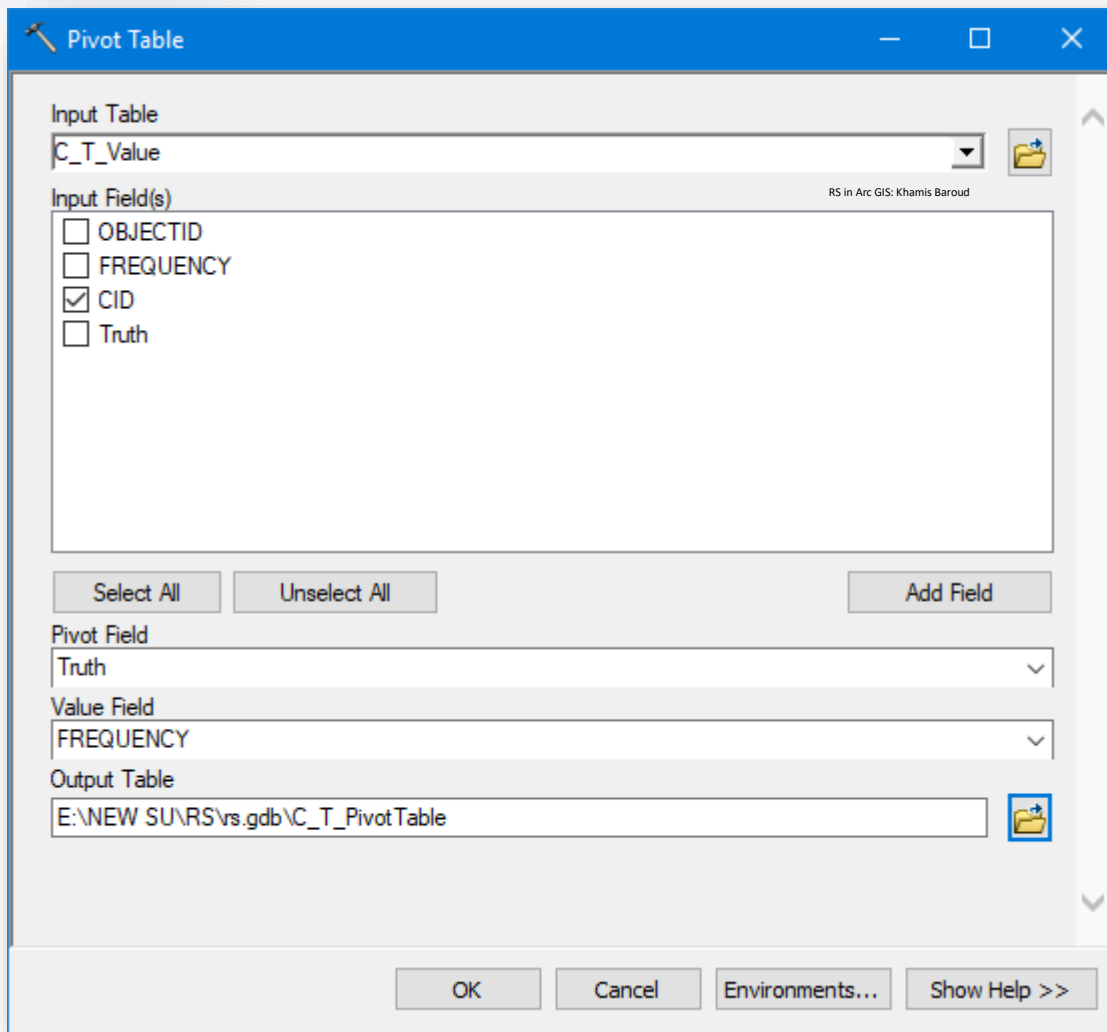 Pivot Table
Input Table
C_T_Value
RS in Arc GIS: Khamis Baroud
Input Field(s)
OBJECTID
FREQUENCY
CID
Truth
Select All
Unselect All
Add Field
Pivot Field
Truth
Value Field
FREQUENCY
Output Table
E:\NEW SU\RS\rs.gdb\C_T_PivotTable
OK
Cancel
Environments...
Show Help >>